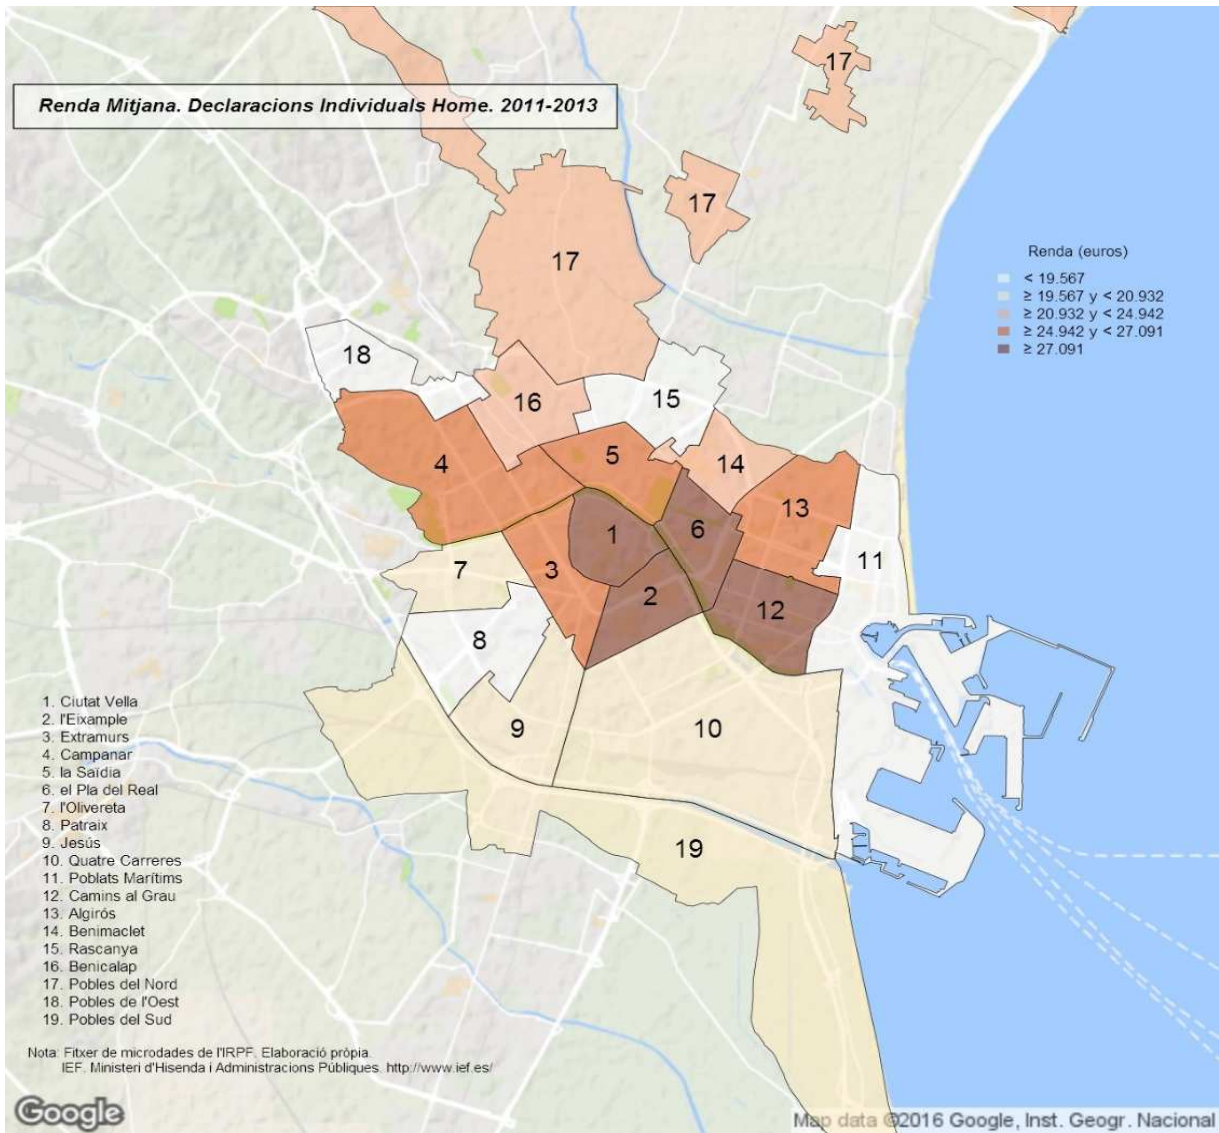 17
Renda Mitjana. Declaracions Individuals Home. 2011-2013
17
17
Renda (euros)
< 19.567
≥ 19.567 y < 20.932
≥ 20.932 y < 24.942
≥ 24.942 y < 27.091
≥ 27.091
18
16
15
4
5
14
13
1
6
11
7
3
2
12
8
9
10
19
1. Ciutat Vella
2. l'Eixample
3. Extramurs
4. Campanar
5. la Saïdia
6. el Pla del Real
7. l'Olivereta
8. Patraix
9. Jesús
10. Quatre Carreres
11. Poblats Marítims
12. Camins al Grau
13. Algirós
14. Benimaclet
15. Rascanya
16. Benicalap
17. Pobles del Nord
18. Pobles de l'Oest
19. Pobles del Sud
Nota: Fitxer de microdades de l'IRPF. Elaboració pròpia.
IEF. Ministeri d'Hisenda i Administracions Públiques. http://www.ief.es/
Google
Map data ©2016 Google, Inst. Geogr. Nacional